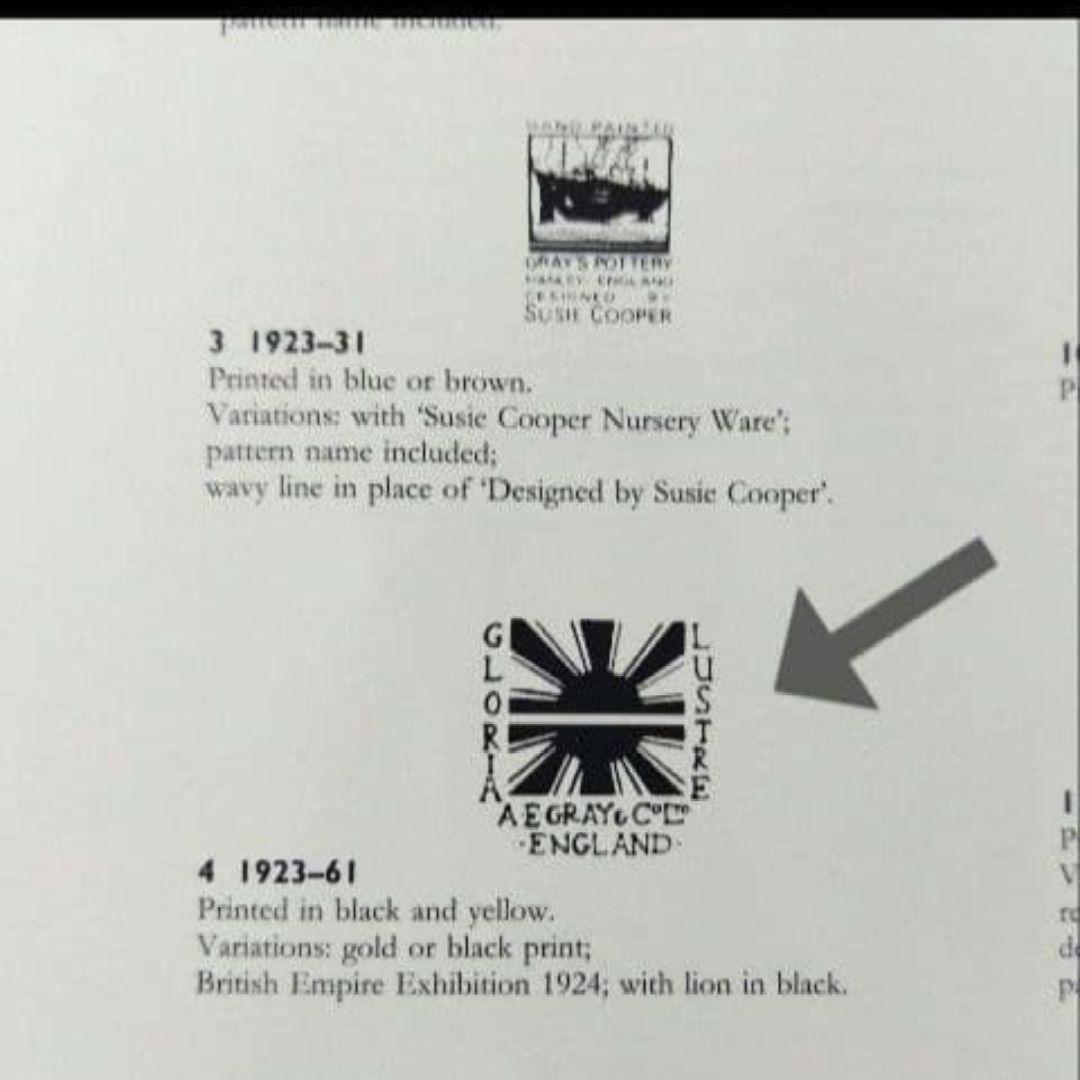 pattern name included.
HAND PAINTED
GRAY'S POTTERY
HANLEY ENGLAND
DESIGNED BY
SUSIE COOPER
3 1923–31
Printed in blue or brown.
Variations: with 'Susie Cooper Nursery Ware';
pattern name included;
wavy line in place of 'Designed by Susie Cooper'.
GLORIA
LUSTRE
A E GRAY & Co LTD
·ENGLAND·
4 1923–61
Printed in black and yellow.
Variations: gold or black print;
British Empire Exhibition 1924; with lion in black.